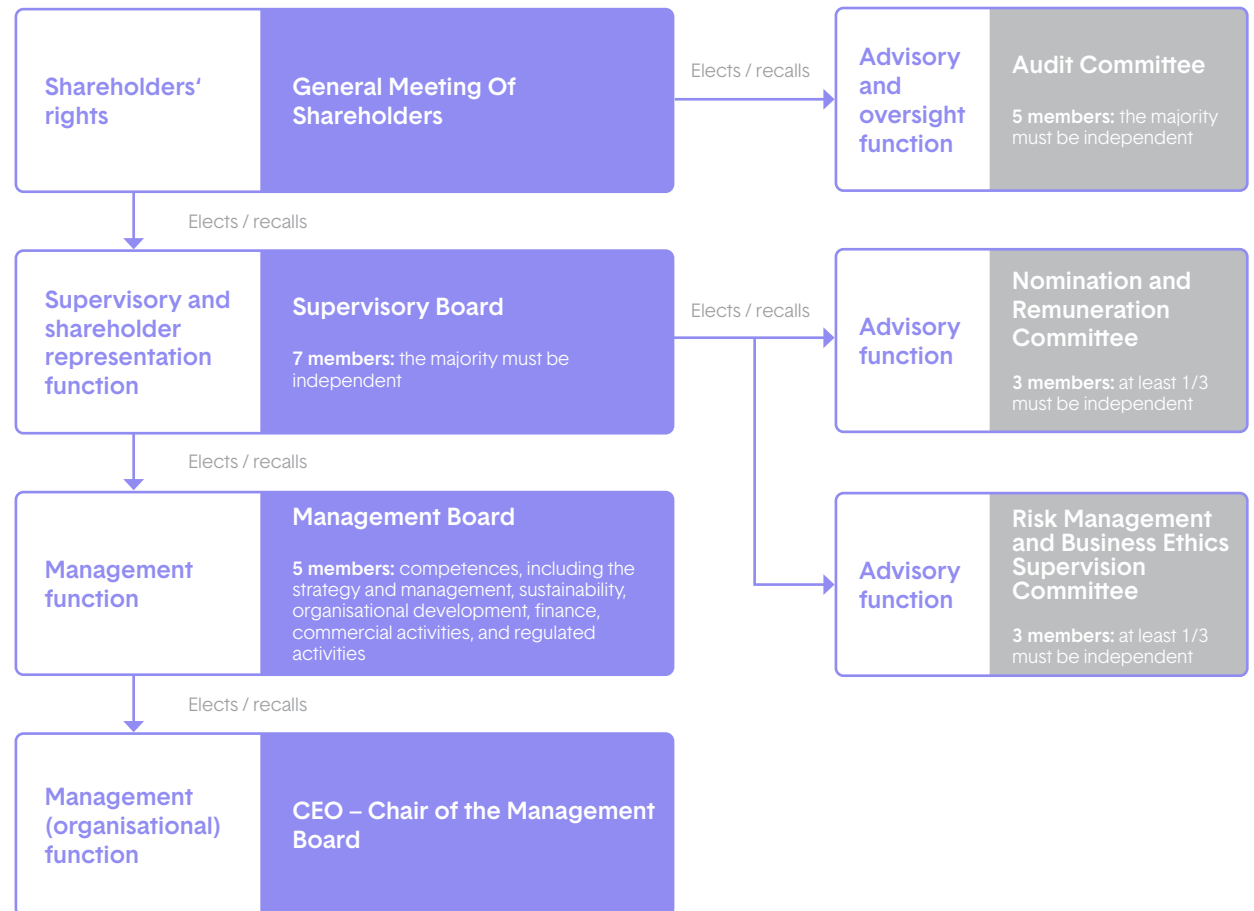 Shareholders‘
rights
General Meeting Of
Shareholders
Elects / recalls
Advisory
and
oversight
function
Audit Committee
5 members: the majority
must be independent
Elects / recalls
Supervisory and
shareholder
representation
function
Supervisory Board
7 members: the majority must be
independent
Elects / recalls
Advisory
function
Nomination and
Remuneration
Committee
3 members: at least 1/3
must be independent
Elects / recalls
Management
function
Management Board
5 members: competences, including the
strategy and management, sustainability,
organisational development, finance,
commercial activities, and regulated
activities
Advisory
function
Risk Management
and Business Ethics
Supervision
Committee
3 members: at least 1/3
must be independent
Elects / recalls
Management
(organisational)
function
CEO – Chair of the Management
Board